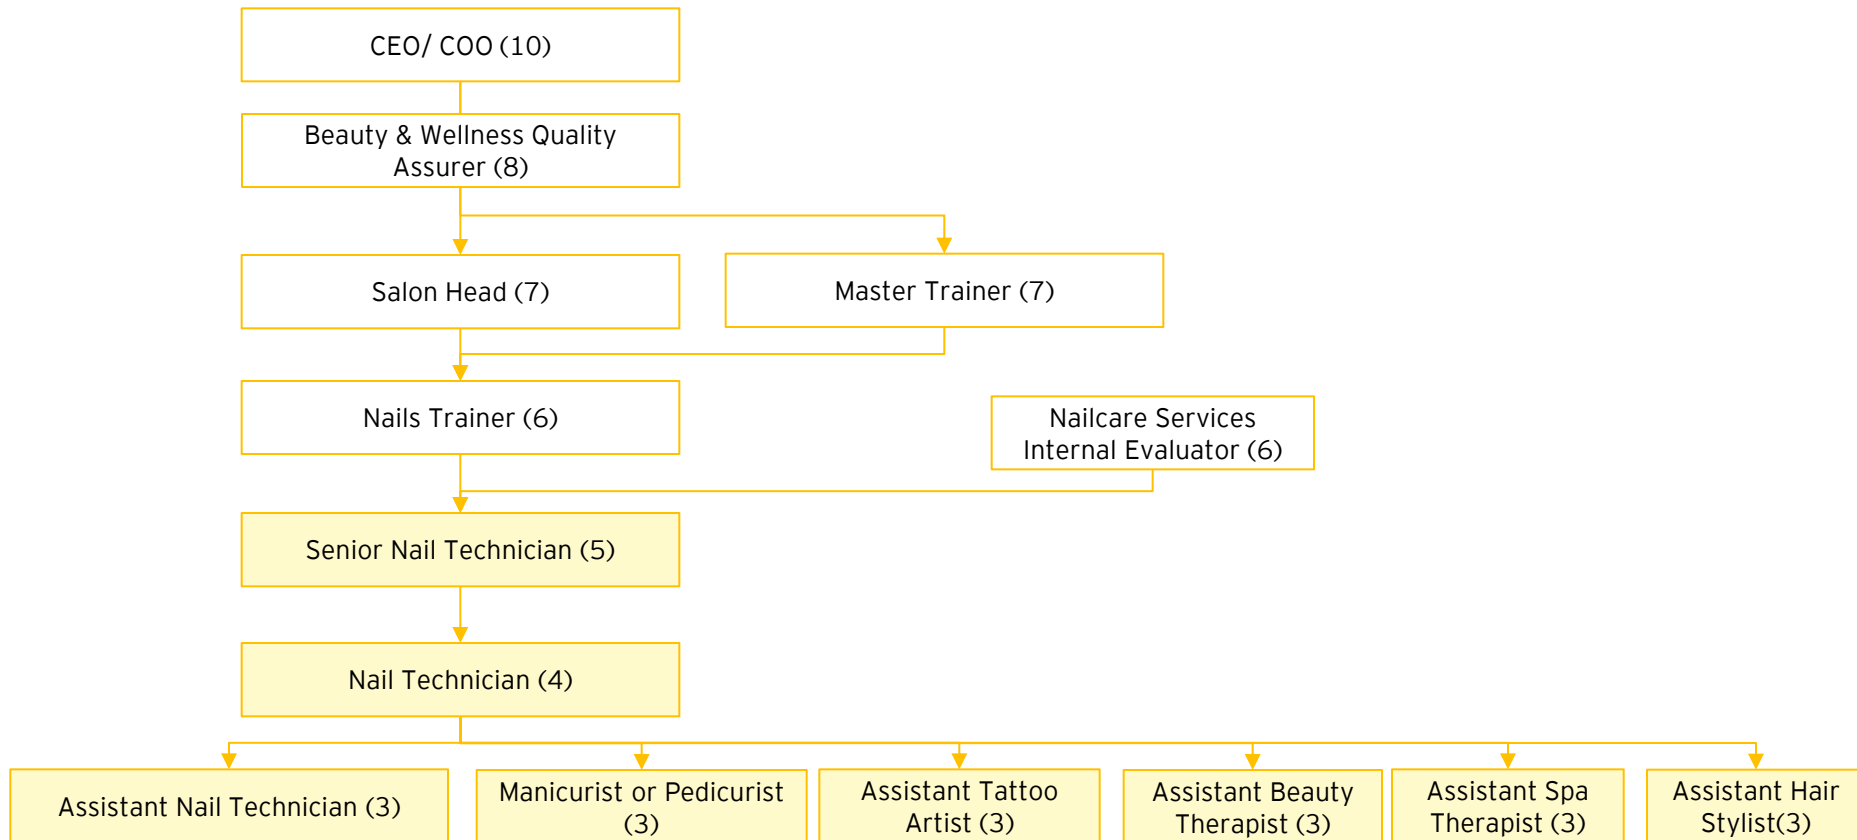 CEO/ COO (10)
Beauty & Wellness Quality
Assurer (8)
Salon Head (7)
Master Trainer (7)
Nails Trainer (6)
Nailcare Services
Internal Evaluator (6)
Senior Nail Technician (5)
Nail Technician (4)
Assistant Nail Technician (3)
Manicurist or Pedicurist
(3)
Assistant Tattoo
Artist (3)
Assistant Beauty
Therapist (3)
Assistant Spa
Therapist (3)
Assistant Hair
Stylist(3)